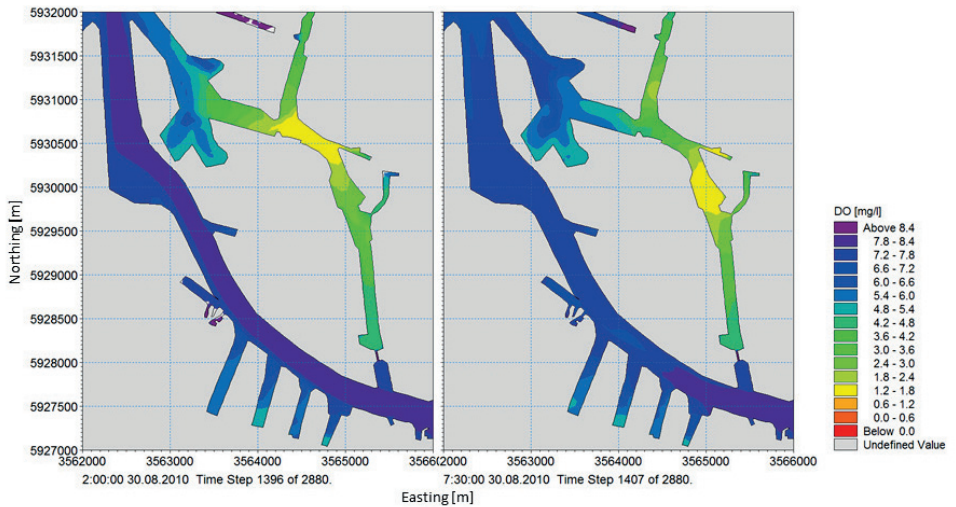 5932000
5931000
5930500
5930000
5929500
5929000
5928500
5928000
5927500
5927000
Northing [m]
3562000
3563000
3564000
3565000
3566000
3563000
3564000
3565000
3566000
2:00:00 30.08.2010 Time Step 1396 of 2880.
7:30:00 30.08.2010 Time Step 1407 of 2880.
Easting [m]
DO [mg/l]
Above 8.4
7.8 - 8.4
7.2 - 7.8
6.6 - 7.2
6.0 - 6.6
5.4 - 6.0
4.8 - 5.4
4.2 - 4.8
3.6 - 4.2
3.0 - 3.6
2.4 - 3.0
1.8 - 2.4
1.2 - 1.8
0.6 - 1.2
0.0 - 0.6
Below 0.0
Undefined Value